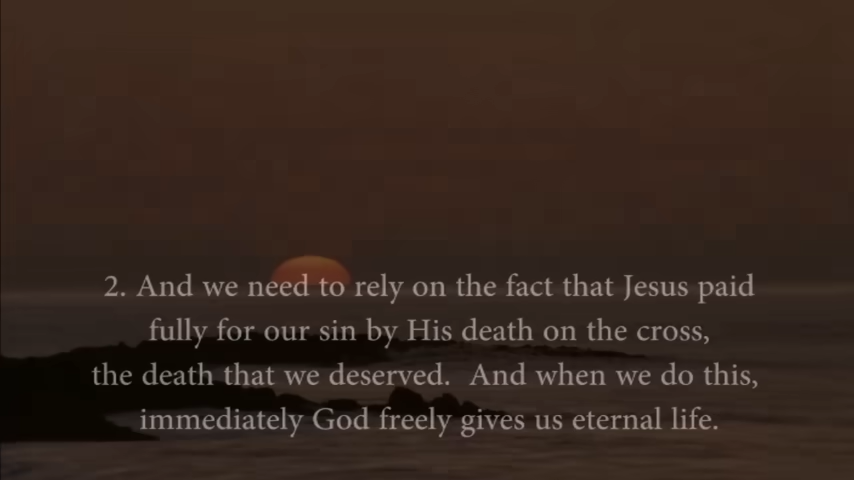 2. And we need to rely on the fact that Jesus paid
fully for our sin by His death on the cross,
the death that we deserved.  And when we do this,
immediately God freely gives us eternal life.